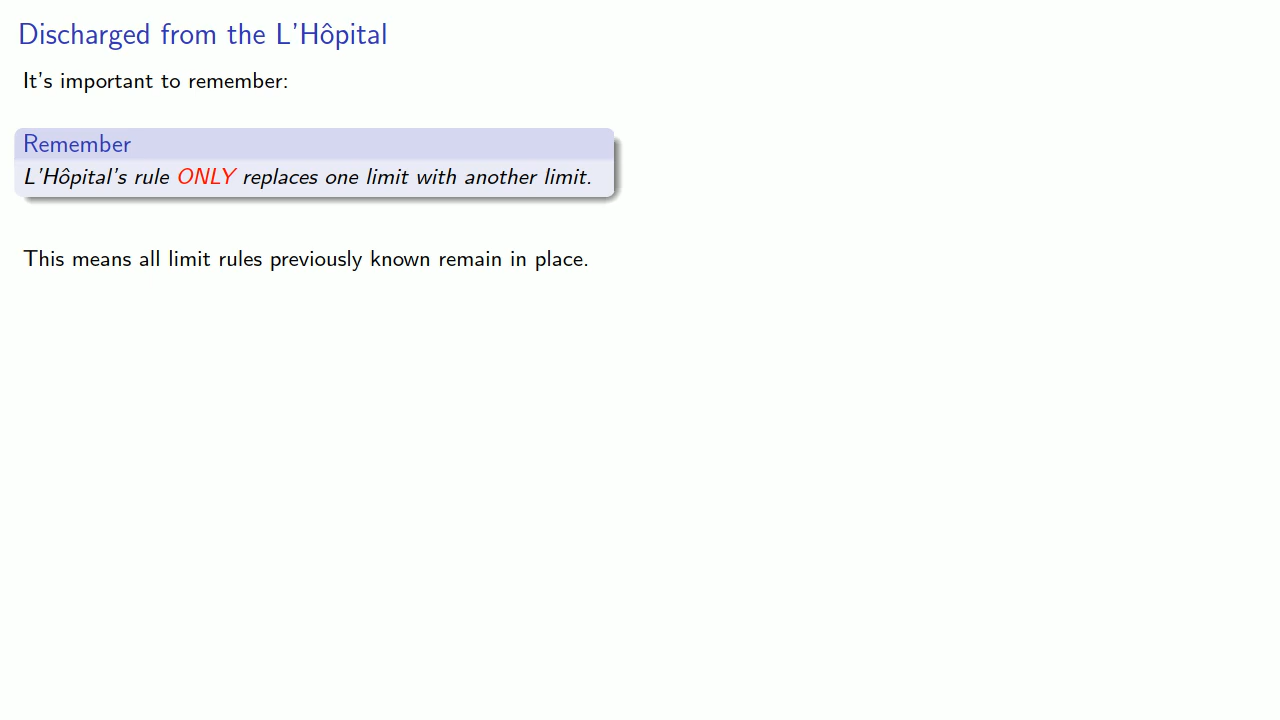 Discharged from the L'Hôpital
It's important to remember:
Remember
L'Hôpital's rule ONLY replaces one limit with another limit.
This means all limit rules previously known remain in place.